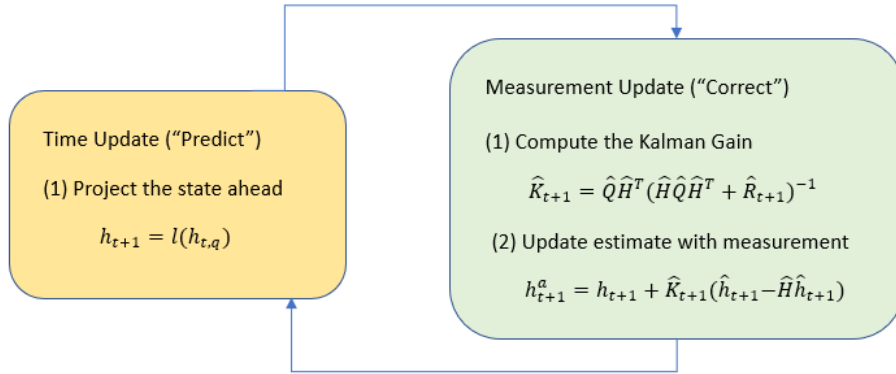 Time Update (“Predict”)
(1) Project the state ahead
h_{t+1} = l(h_{t,q})
Measurement Update (“Correct”)
(1) Compute the Kalman Gain
K̂_{t+1} = Q̂Ĥ^T(ĤQ̂Ĥ^T + R̂_{t+1})^{−1}
(2) Update estimate with measurement
h^a_{t+1} = h_{t+1} + K̂_{t+1}(ĥ_{t+1}−Ĥĥ_{t+1})